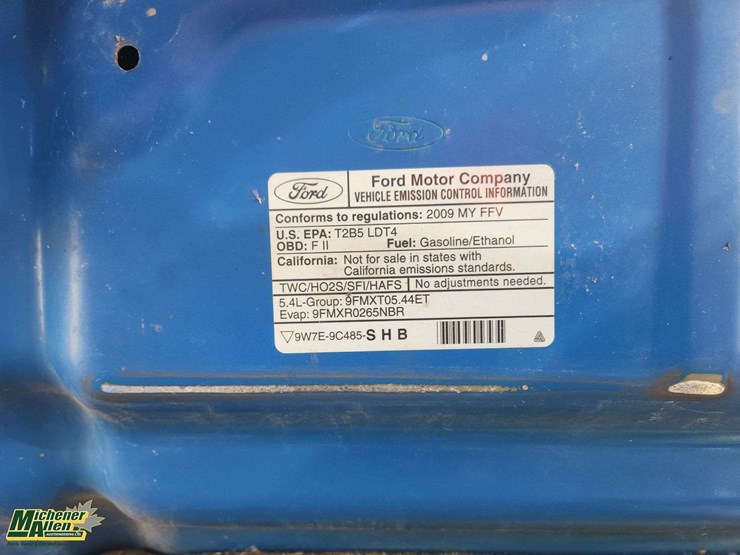 Ford
Ford
Ford Motor Company
VEHICLE EMISSION CONTROL INFORMATION
Conforms to regulations: 2009 MY FFV
U.S. EPA: T2B5 LDT4
OBD: F II Fuel: Gasoline/Ethanol
California: Not for sale in states with
California emissions standards.
TWC/HO2S/SFI/HAFS No adjustments needed.
5.4L-Group: 9FMXT05.44ET
Evap: 9FMXR0265NBR
▽9W7E-9C485-S H B
Michener
Allen
AUCTIONEERING LTD.